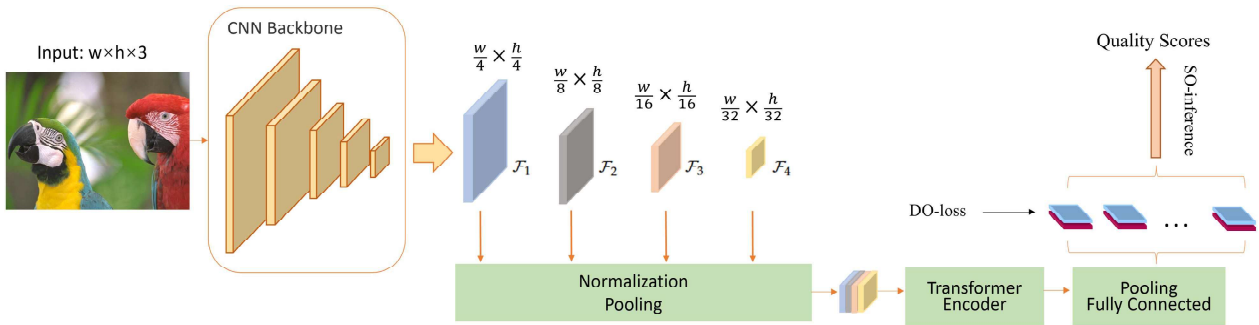 Input: w×h×3
CNN Backbone
w/4 × h/4
w/8 × h/8
w/16 × h/16
w/32 × h/32
ℱ1
ℱ2
ℱ3
ℱ4
Normalization
Pooling
Transformer
Encoder
Pooling
Fully Connected
DO-loss
...
SO-inference
Quality Scores